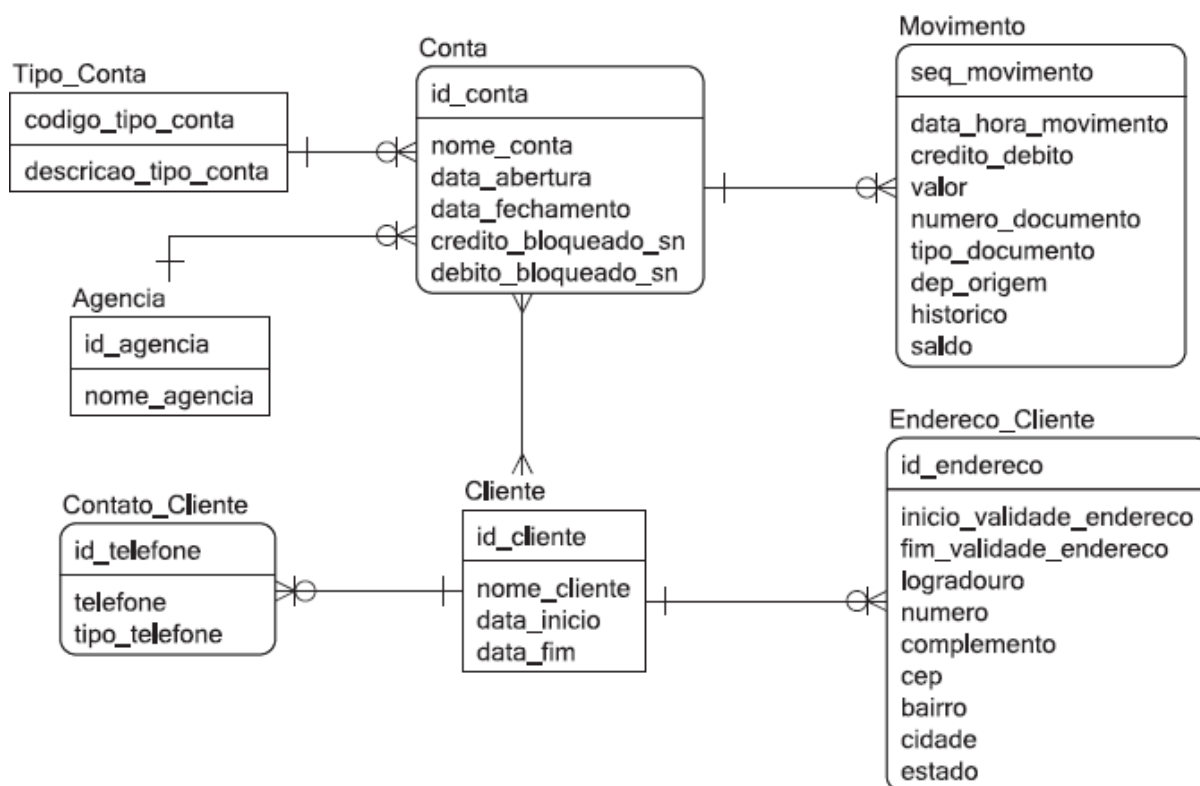 Tipo_Conta
codigo_tipo_conta
descricao_tipo_conta
Conta
id_conta
nome_conta
data_abertura
data_fechamento
credito_bloqueado_sn
debito_bloqueado_sn
Movimento
seq_movimento
data_hora_movimento
credito_debito
valor
numero_documento
tipo_documento
dep_origem
historico
saldo
Agencia
id_agencia
nome_agencia
Contato_Cliente
id_telefone
telefone
tipo_telefone
Cliente
id_cliente
nome_cliente
data_inicio
data_fim
Endereco_Cliente
id_endereco
inicio_validade_endereco
fim_validade_endereco
logradouro
numero
complemento
cep
bairro
cidade
estado